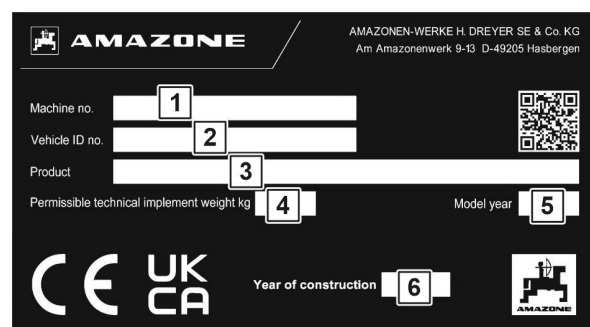 AMAZONE
AMAZONEN-WERKE H. DREYER SE & Co. KG
Am Amazonenwerk 9-13 D-49205 Hasbergen
Machine no. 1
Vehicle ID no. 2
Product 3
Permissible technical implement weight kg 4
Model year 5
CE
UK
CA
Year of construction 6
AMAZONE